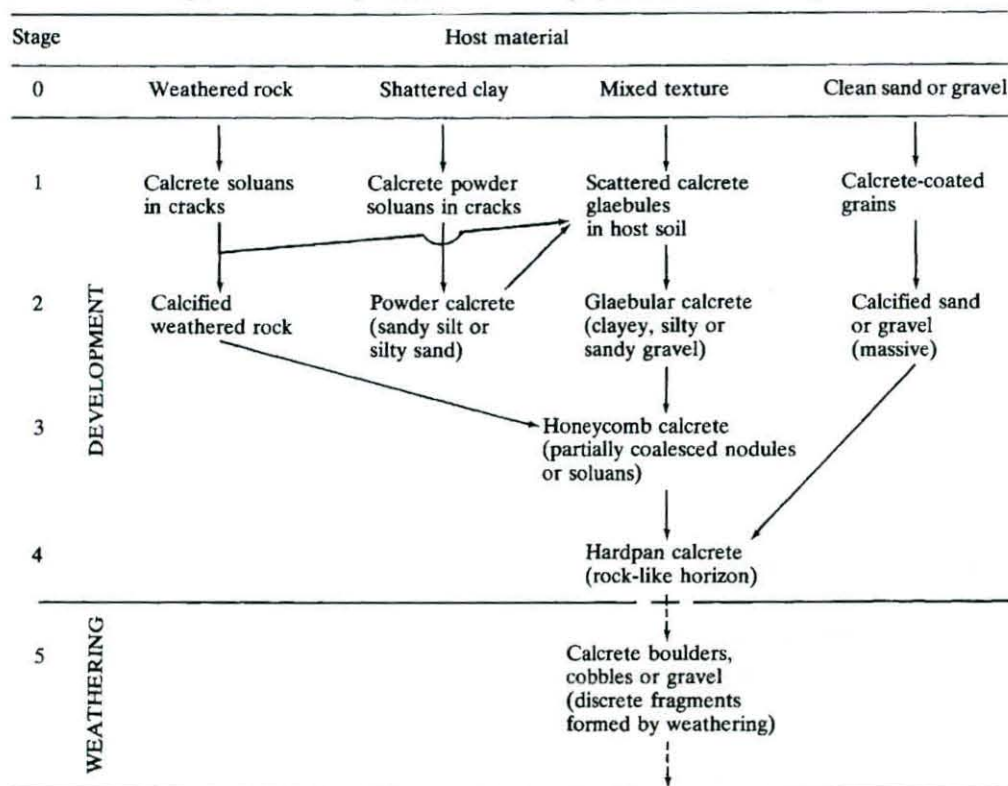 Stage Host material
0 Weathered rock Shattered clay Mixed texture Clean sand or gravel
1 Calcrete soluans Calcrete powder Scattered calcrete Calcrete-coated
in cracks soluans in cracks glaebules grains
in host soil
2 Calcified Powder calcrete Glaebular calcrete Calcified sand
weathered rock (sandy silt or (clayey, silty or or gravel
silty sand) sandy gravel) (massive)
DEVELOPMENT
3 Honeycomb calcrete
(partially coalesced nodules
or soluans)
4 Hardpan calcrete
(rock-like horizon)
5 Calcrete boulders,
cobbles or gravel
(discrete fragments
formed by weathering)
WEATHERING